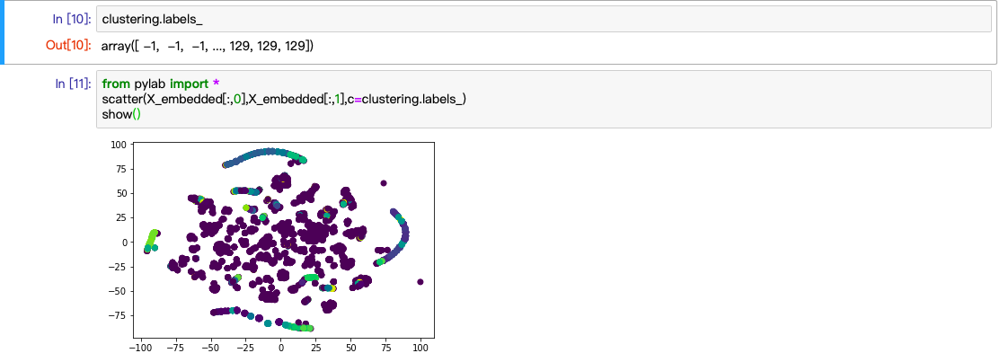 In [10]: clustering.labels_
Out[10]: array([ -1,  -1,  -1, ..., 129, 129, 129])
In [11]: from pylab import *
scatter(X_embedded[:,0],X_embedded[:,1],c=clustering.labels_)
show()
100
75
50
25
0
−25
−50
−75
−100 −75 −50 −25 0 25 50 75 100